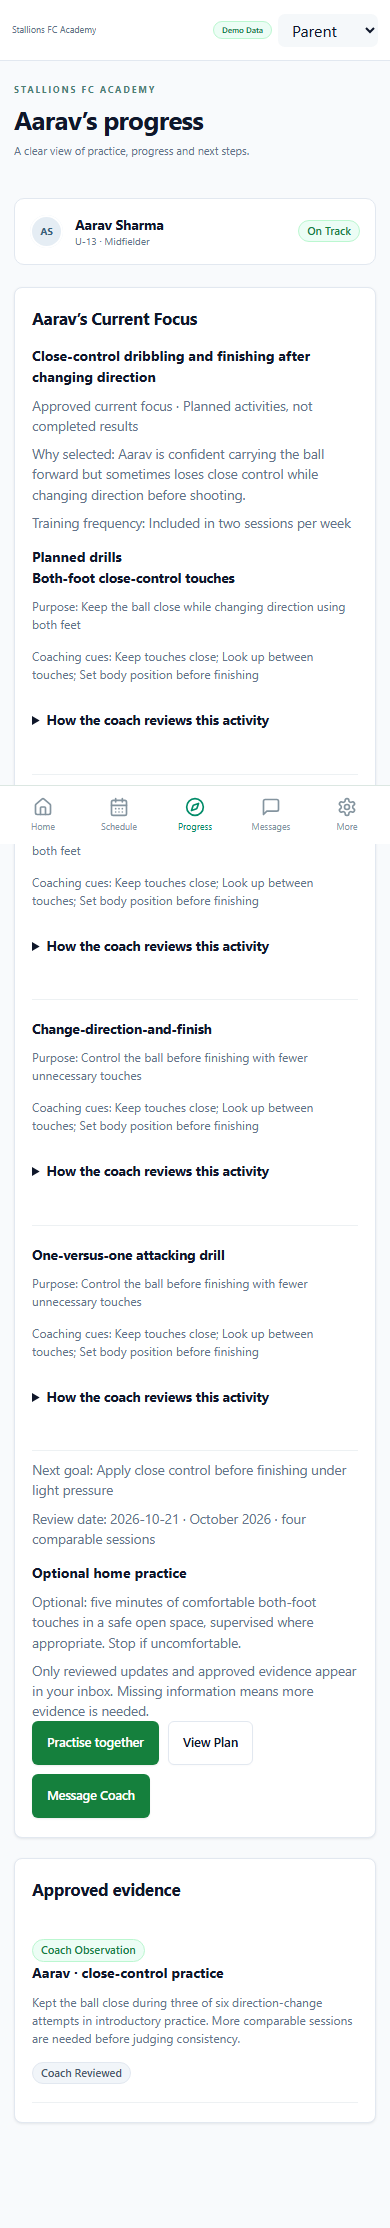 Stallions FC Academy
Demo Data
Parent
STALLIONS FC ACADEMY
Aarav’s progress
A clear view of practice, progress and next steps.
AS
Aarav Sharma
U-13 · Midfielder
On Track
Aarav’s Current Focus
Close-control dribbling and finishing after
changing direction
Approved current focus · Planned activities, not
completed results
Why selected: Aarav is confident carrying the ball
forward but sometimes loses close control while
changing direction before shooting.
Training frequency: Included in two sessions per week
Planned drills
Both-foot close-control touches
Purpose: Keep the ball close while changing direction using
both feet
Coaching cues: Keep touches close; Look up between
touches; Set body position before finishing
How the coach reviews this activity
Home
Schedule
Progress
Messages
More
both feet
Coaching cues: Keep touches close; Look up between
touches; Set body position before finishing
How the coach reviews this activity
Change-direction-and-finish
Purpose: Control the ball before finishing with fewer
unnecessary touches
Coaching cues: Keep touches close; Look up between
touches; Set body position before finishing
How the coach reviews this activity
One-versus-one attacking drill
Purpose: Control the ball before finishing with fewer
unnecessary touches
Coaching cues: Keep touches close; Look up between
touches; Set body position before finishing
How the coach reviews this activity
Next goal: Apply close control before finishing under
light pressure
Review date: 2026-10-21 · October 2026 · four
comparable sessions
Optional home practice
Optional: five minutes of comfortable both-foot
touches in a safe open space, supervised where
appropriate. Stop if uncomfortable.
Only reviewed updates and approved evidence appear
in your inbox. Missing information means more
evidence is needed.
Practise together
View Plan
Message Coach
Approved evidence
Coach Observation
Aarav · close-control practice
Kept the ball close during three of six direction-change
attempts in introductory practice. More comparable sessions
are needed before judging consistency.
Coach Reviewed